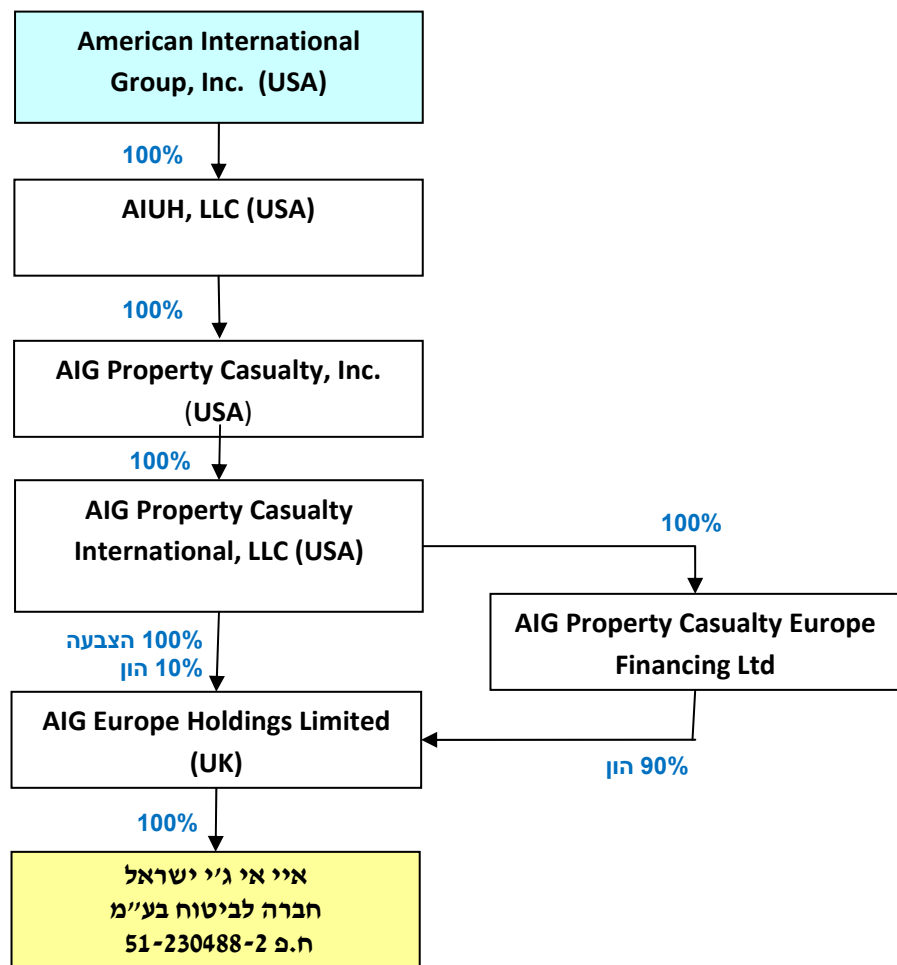 American International
Group, Inc. (USA)
100%
AIUH, LLC (USA)
100%
AIG Property Casualty, Inc.
(USA)
100%
AIG Property Casualty
International, LLC (USA)
100%
AIG Property Casualty Europe
Financing Ltd
100% הצבעה
10% הון
AIG Europe Holdings Limited
(UK)
90% הון
100%
איי אי ג'י ישראל
חברה לביטוח בע"מ
ח.פ 51-230488-2